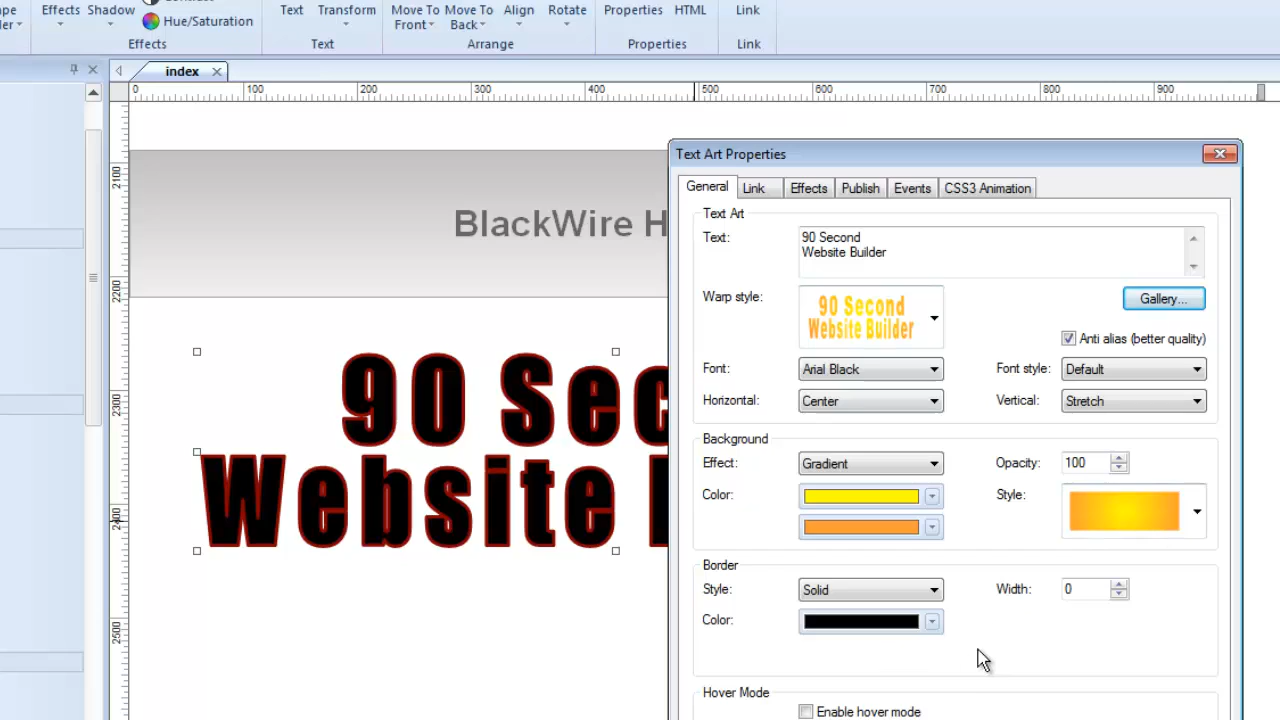 Effects Shadow Hue/Saturation
Text Transform
Move To Front Move To Back Align Rotate
Properties HTML
Link
Effects
Text
Arrange
Properties
Link
index
0 100 200 300 400 500 600 700 800 900
2100
2200
2300
2400
2500
BlackWire H
90 Sec
Website
Text Art Properties
General Link Effects Publish Events CSS3 Animation
Text Art
Text: 90 Second
Website Builder
Warp style: 90 Second
Website Builder
Gallery...
Anti alias (better quality)
Font: Arial Black Font style: Default
Horizontal: Center Vertical: Stretch
Background
Effect: Gradient Opacity: 100
Color: Style:
Border
Style: Solid Width: 0
Color:
Hover Mode
Enable hover mode